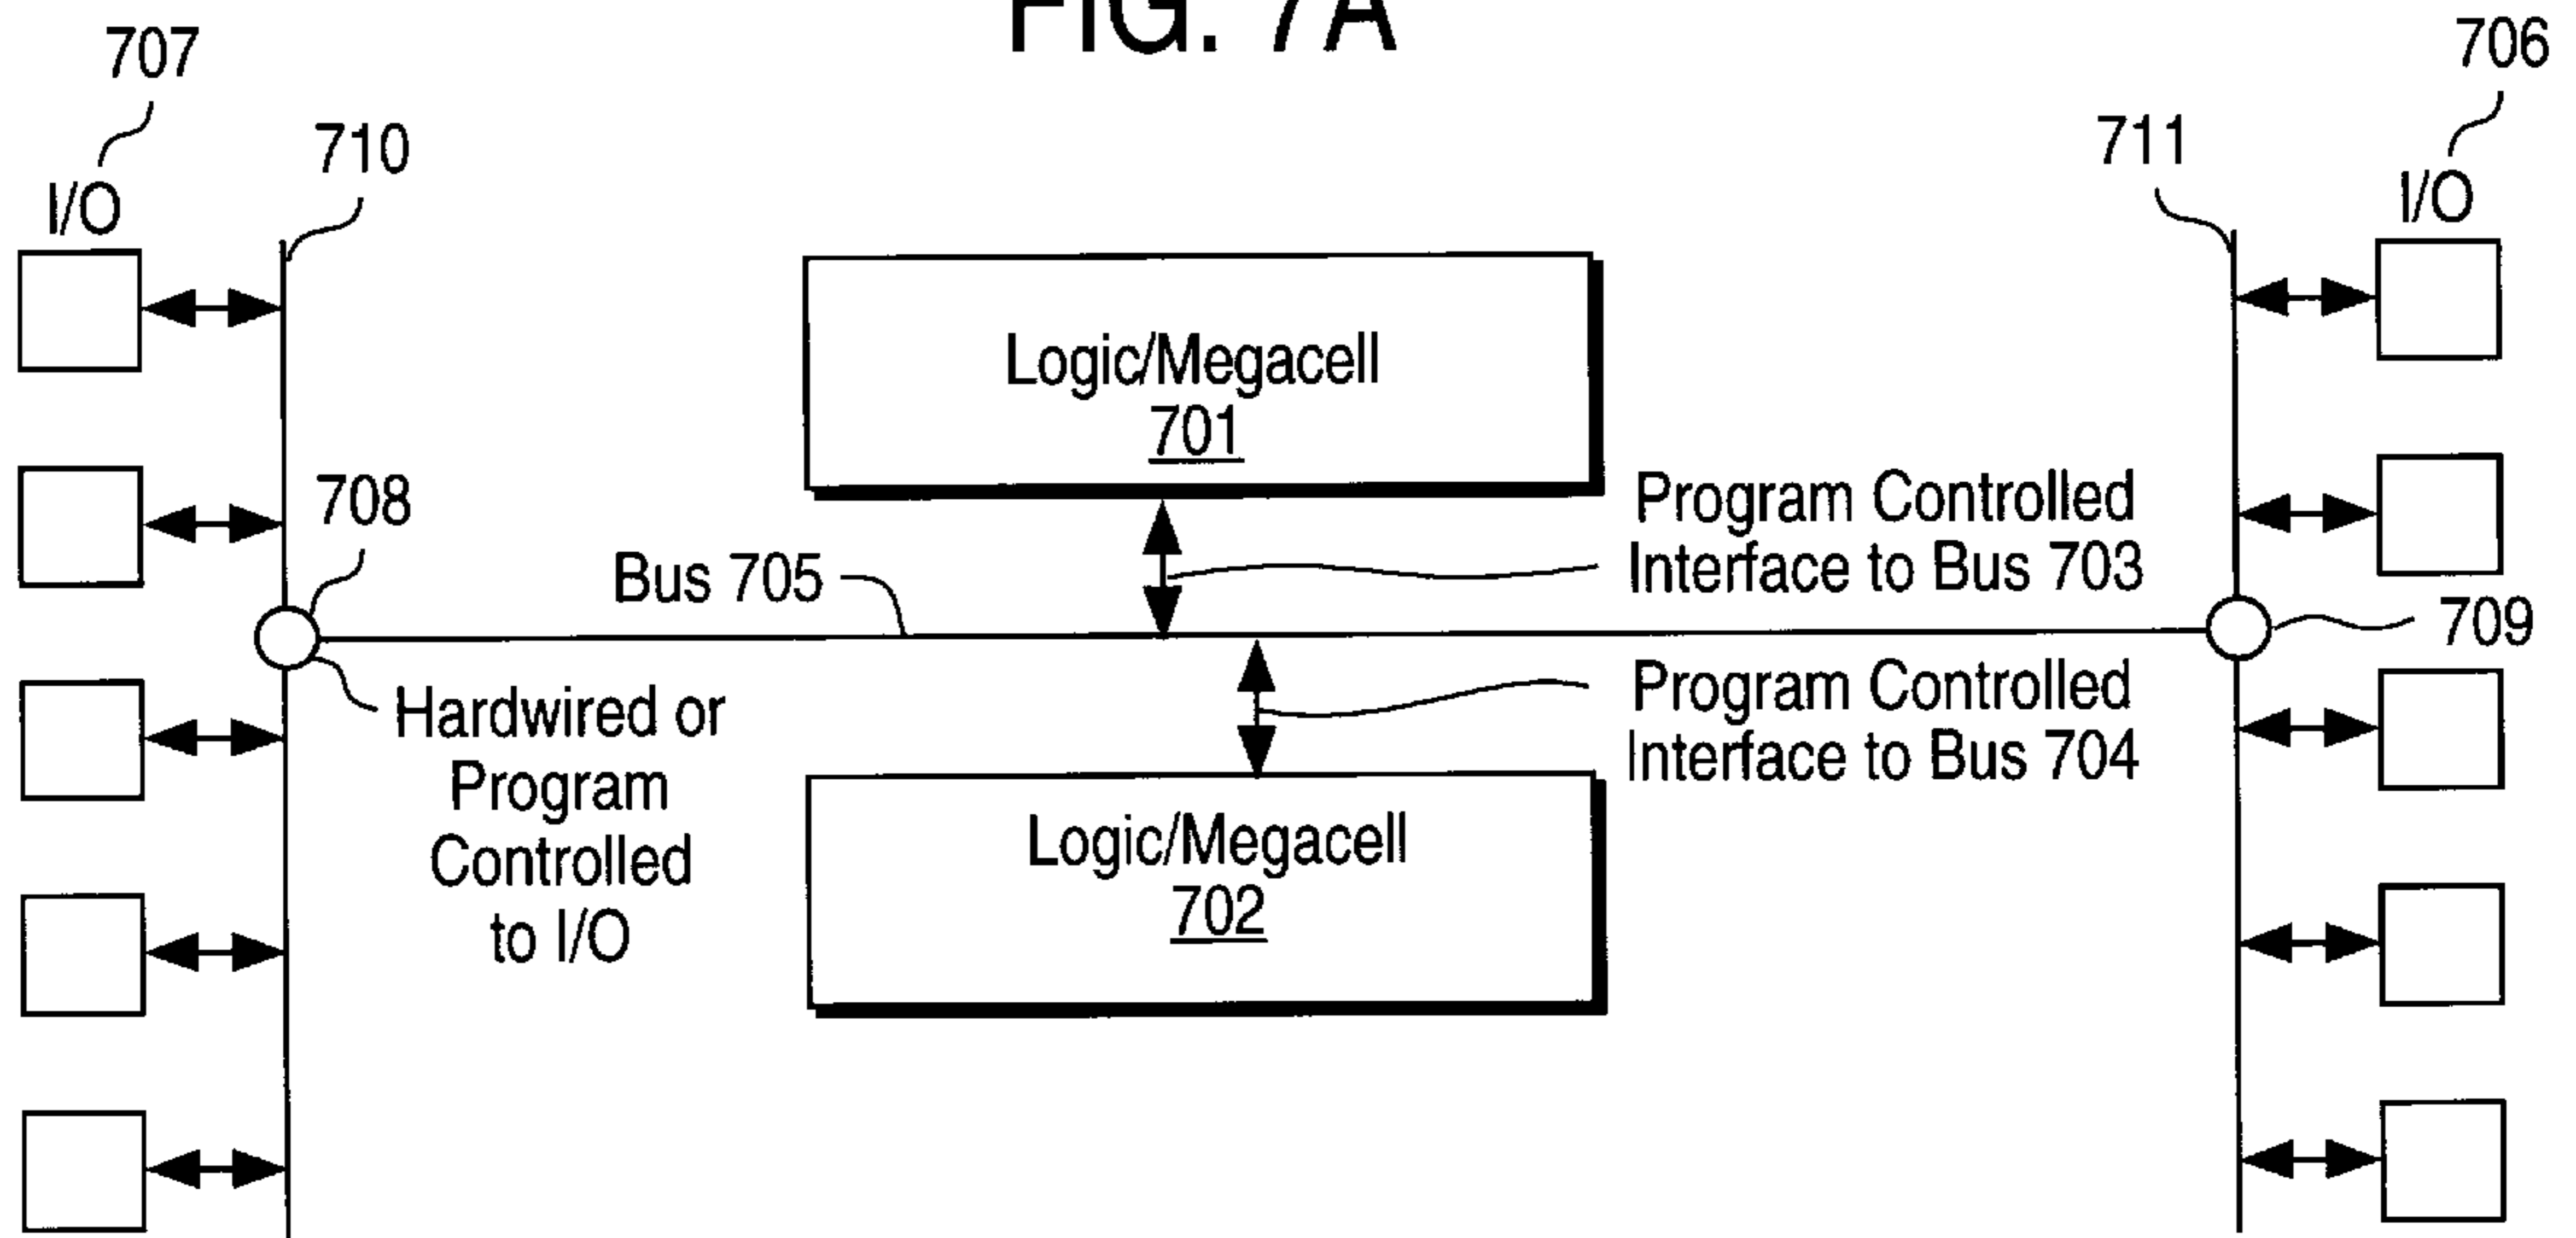 FIG. 7A
707
706
710
711
I/O
I/O
Logic/Megacell
701
708
Program Controlled
Interface to Bus 703
Bus 705
709
Hardwired or
Program
Controlled
to I/O
Program Controlled
Interface to Bus 704
Logic/Megacell
702